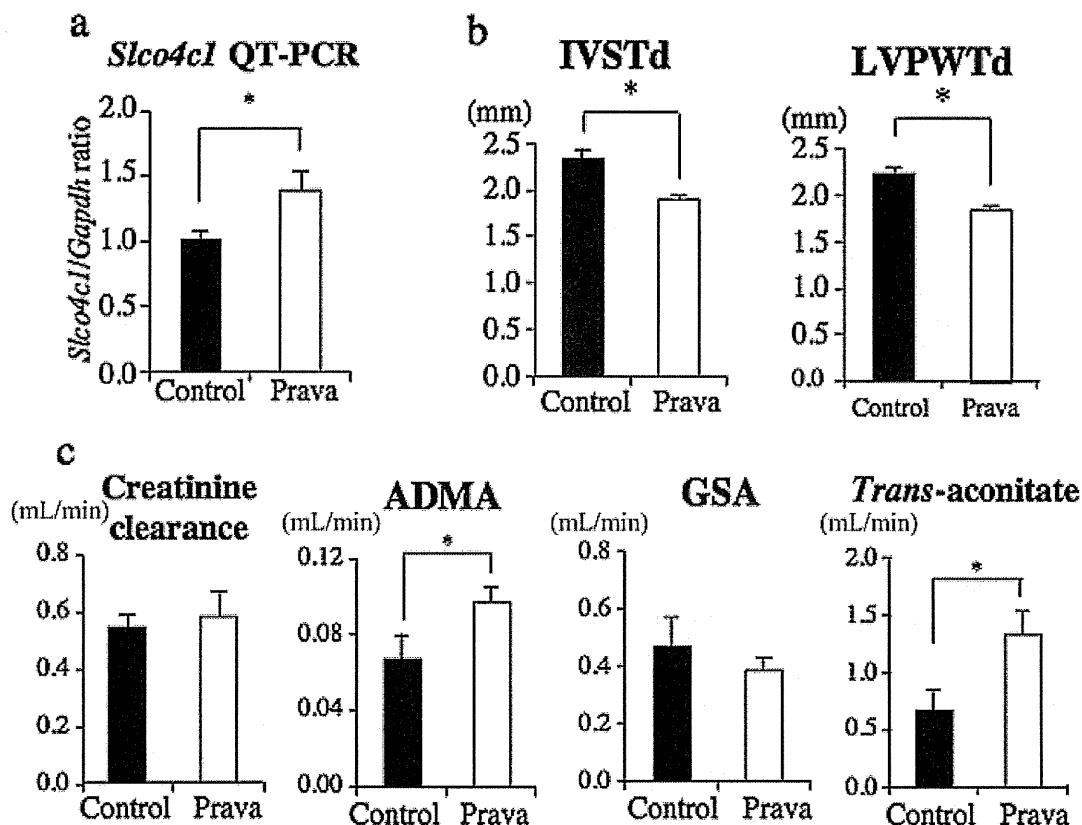 a
Slco4c1 QT-PCR
*
Slco4c1/Gapdh ratio
2.0
1.5
1.0
0.5
0.0
Control Prava
b
IVSTd
(mm)
*
2.5
2.0
1.5
1.0
2.5
0.0
Control Prava
LVPWTd
(mm)
*
2.5
2.0
1.5
1.0
2.5
0.0
Control Prava
c
Creatinine
clearance
(mL/min)
0.8
0.6
0.4
0.2
0.0
Control Prava
ADMA
(mL/min)
*
0.12
0.08
0.04
0.00
Control Prava
GSA
0.8
0.6
0.4
0.2
0.0
Control Prava
Trans-aconitate
(mL/min)
*
2.0
1.5
1.0
0.5
0.0
Control Prava